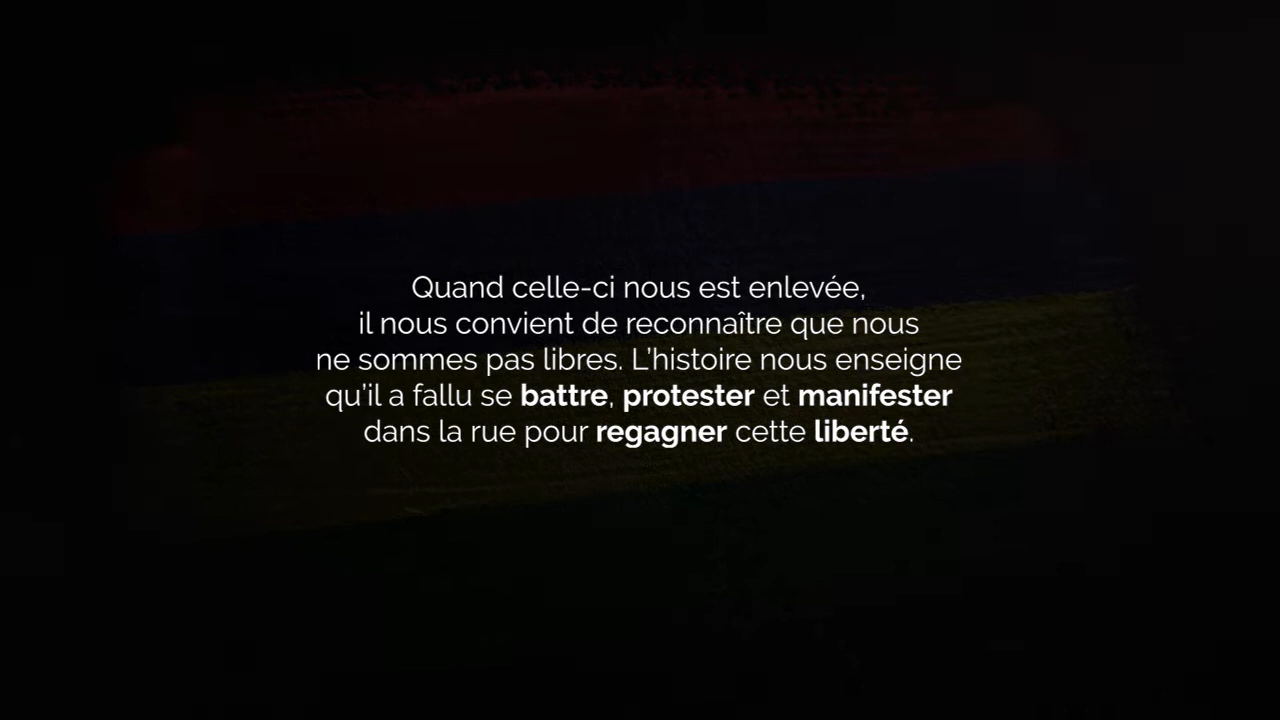 Quand celle-ci nous est enlevée,
il nous convient de reconnaître que nous
ne sommes pas libres. L’histoire nous enseigne
qu’il a fallu se battre, protester et manifester
dans la rue pour regagner cette liberté.